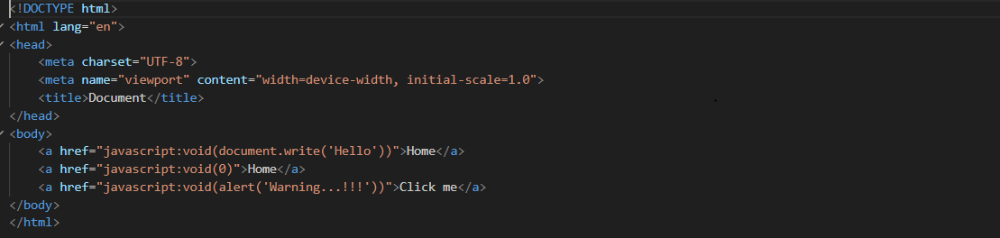 <!DOCTYPE html>
<html lang="en">
<head>
    <meta charset="UTF-8">
    <meta name="viewport" content="width=device-width, initial-scale=1.0">
    <title>Document</title>
</head>
<body>
    <a href="javascript:void(document.write('Hello'))">Home</a>
    <a href="javascript:void(0)">Home</a>
    <a href="javascript:void(alert('Warning...!!!'))">Click me</a>
</body>
</html>